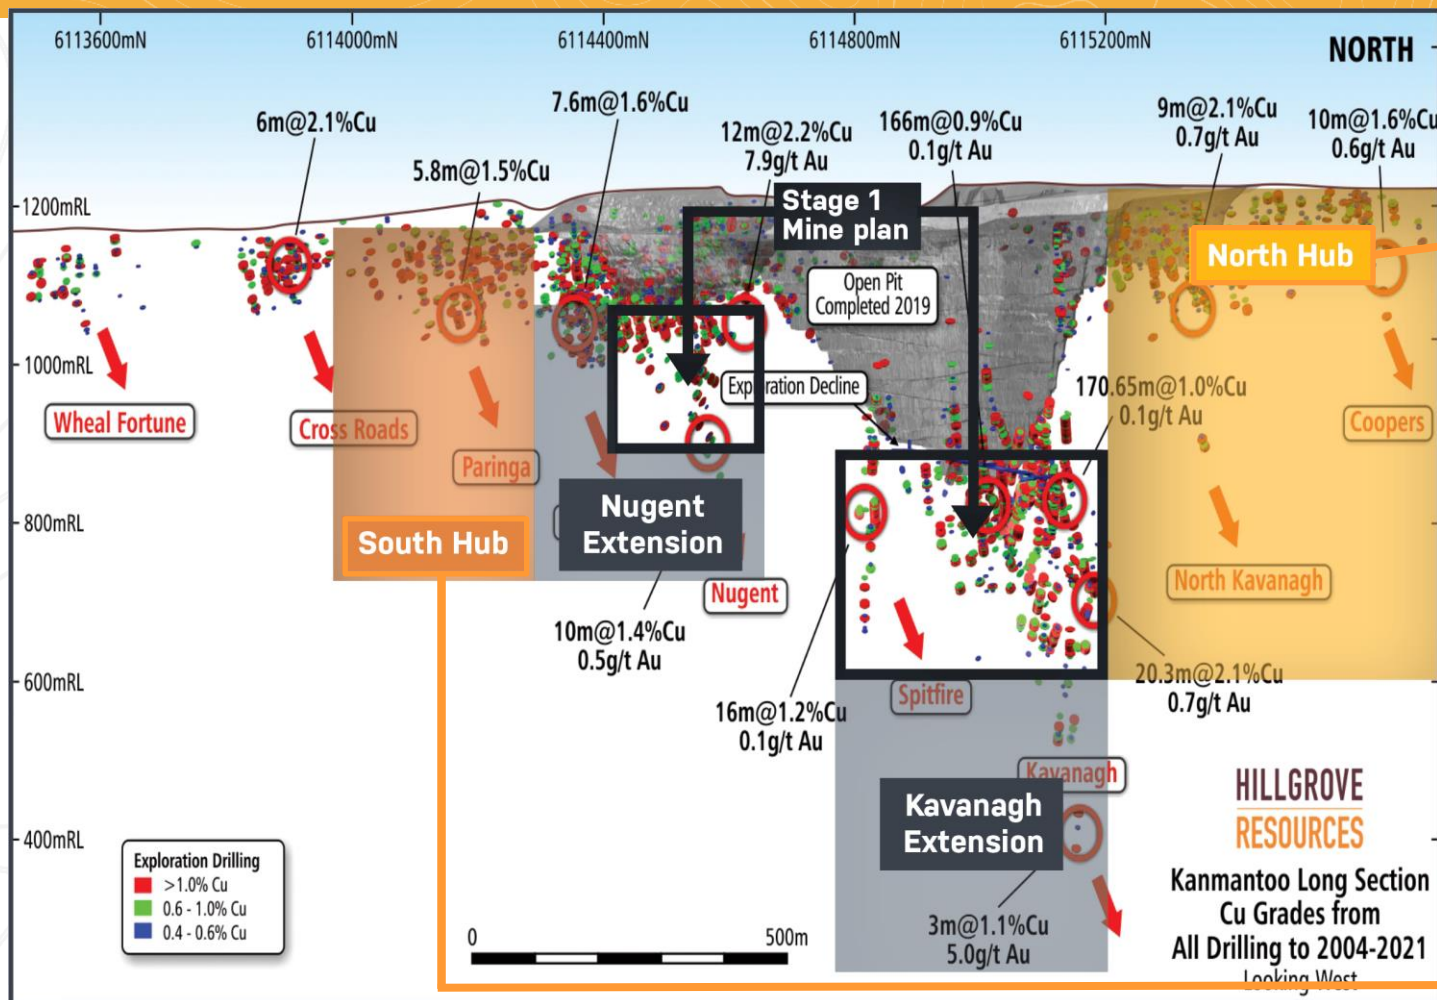 6113600mN
6114000mN
6114400mN
6114800mN
6115200mN
NORTH
6m@2.1%Cu
5.8m@1.5%Cu
7.6m@1.6%Cu
12m@2.2%Cu
7.9g/t Au
166m@0.9%Cu
0.1g/t Au
9m@2.1%Cu
0.7g/t Au
10m@1.6%Cu
0.6g/t Au
1200mRL
1000mRL
800mRL
600mRL
400mRL
Stage 1
Mine plan
Open Pit
Completed 2019
Exploration Decline
North Hub
170.65m@1.0%Cu
0.1g/t Au
Wheal Fortune
Cross Roads
Paringa
Coopers
South Hub
Nugent
Extension
Nugent
North Kavanagh
10m@1.4%Cu
0.5g/t Au
16m@1.2%Cu
0.1g/t Au
Spitfire
20.3m@2.1%Cu
0.7g/t Au
Kavanagh
Kavanagh
Extension
3m@1.1%Cu
5.0g/t Au
Exploration Drilling
>1.0% Cu
0.6 - 1.0% Cu
0.4 - 0.6% Cu
0
500m
HILLGROVE
RESOURCES
Kanmantoo Long Section
Cu Grades from
All Drilling to 2004-2021
Looking West